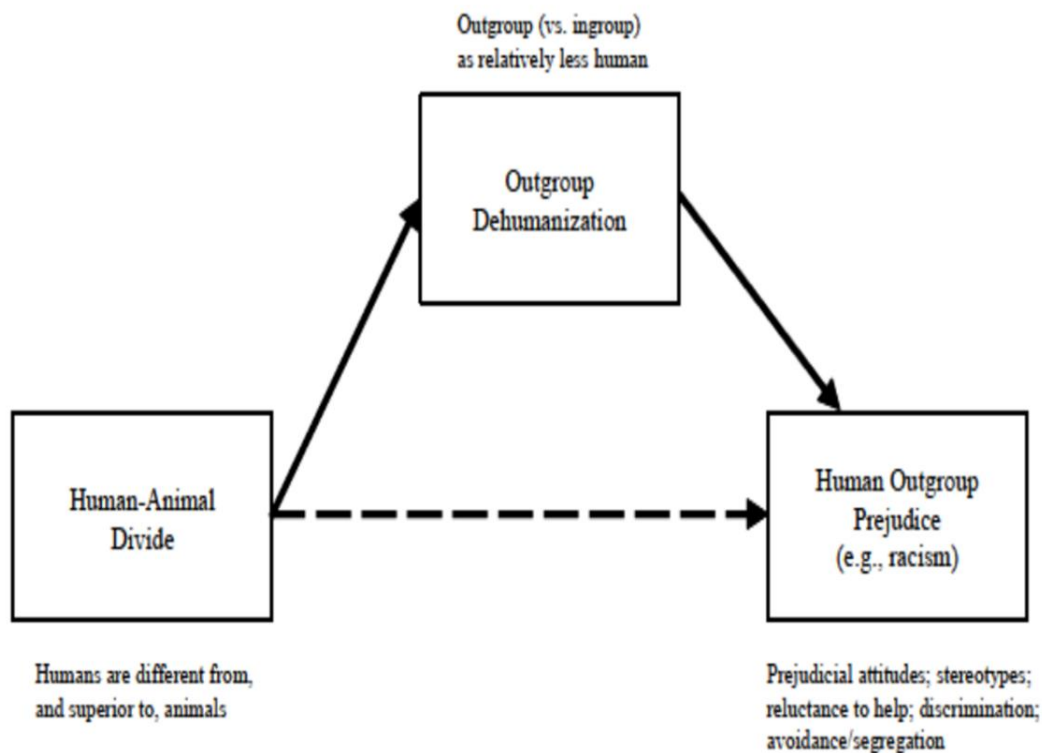 Outgroup (vs. ingroup)
as relatively less human
Outgroup
Dehumanization
Human-Animal
Divide
Human Outgroup
Prejudice
(e.g., racism)
Humans are different from,
and superior to, animals
Prejudicial attitudes; stereotypes;
reluctance to help; discrimination;
avoidance/segregation